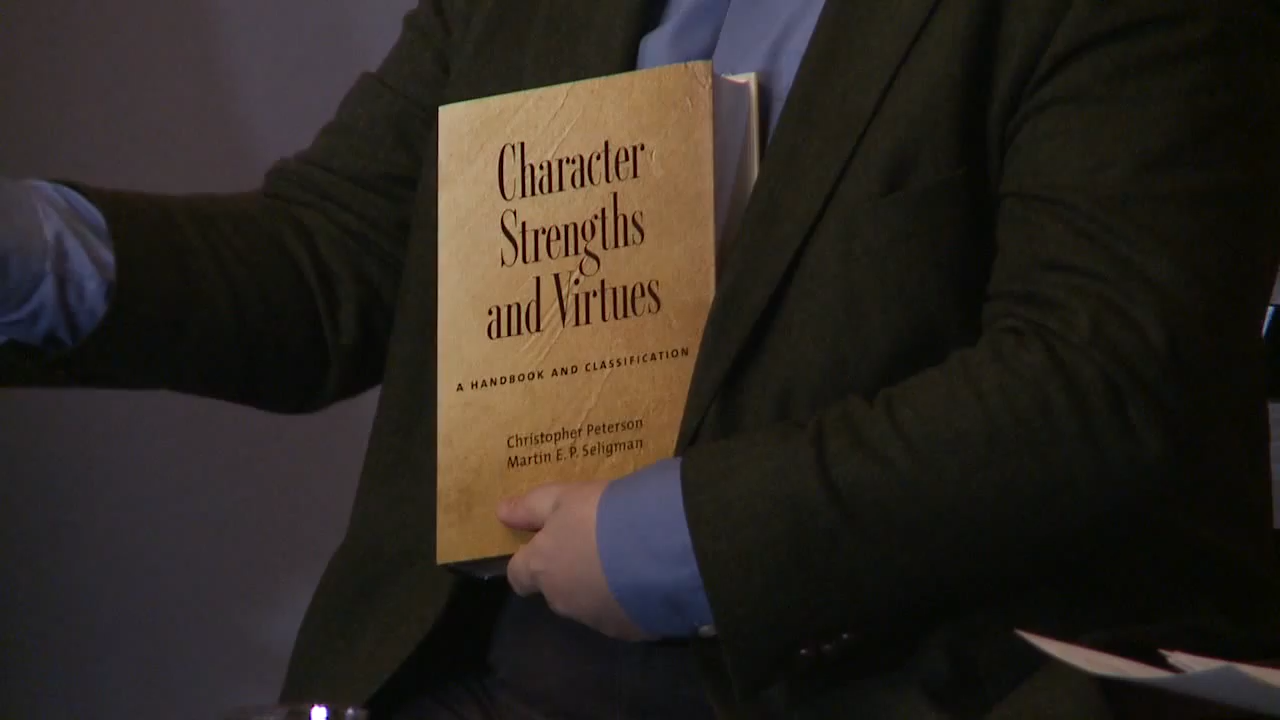 Character
Strengths
and Virtues
A HANDBOOK AND CLASSIFICATION
Christopher Peterson
Martin E. P. Seligman